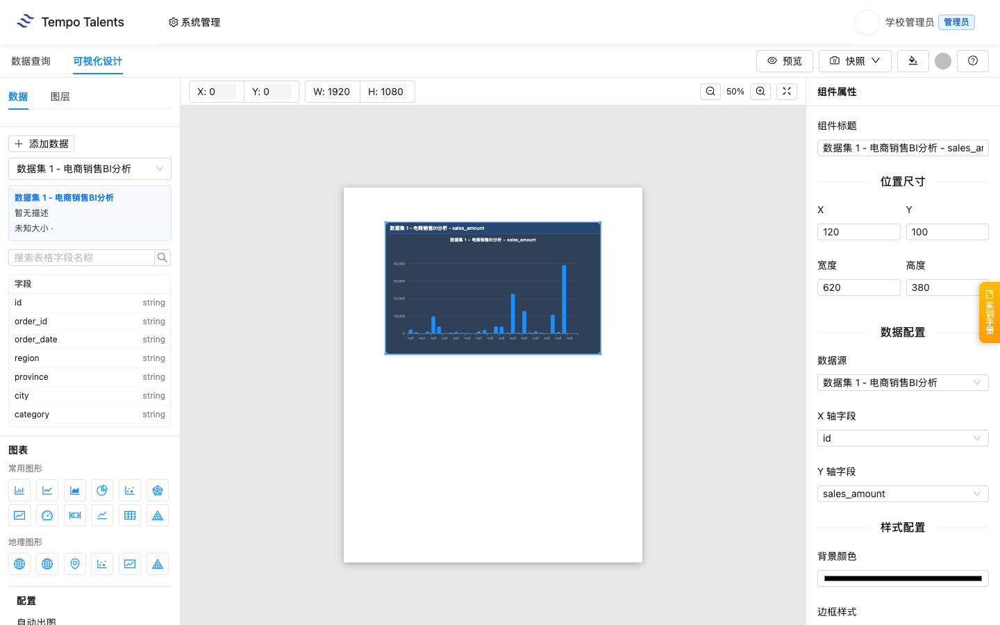 Tempo Talents
系统管理
学校管理员 管理员
数据查询 可视化设计
预览 快照
数据 图层
X: 0 Y: 0 W: 1920 H: 1080
50%
添加数据
数据集 1 - 电商销售BI分析
数据集 1 - 电商销售BI分析
暂无描述
未知大小 ·
搜索表格字段名称
字段
id string
order_id string
order_date string
region string
province string
city string
category string
图表
常用图形
地理图形
配置
自动出图
数据集 1 - 电商销售BI分析 - sales_amount
数据集 1 - 电商销售BI分析 - sales_amount
40,000
30,000
20,000
10,000
0
null null null null null null null null null null null null null null null
组件属性
组件标题
数据集 1 - 电商销售BI分析 - sales_ar
位置尺寸
X Y
120 100
宽度 高度
620 380
数据配置
数据源
数据集 1 - 电商销售BI分析
X 轴字段
id
Y 轴字段
sales_amount
样式配置
背景颜色
边框样式
实训手册